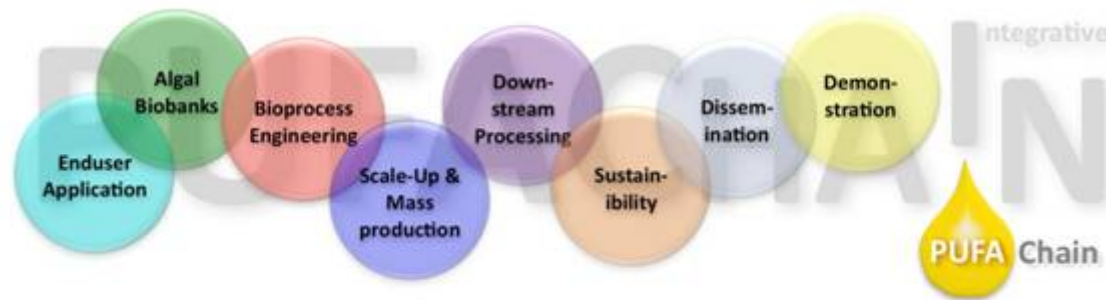 PUFACHAIN
ntegrative
Enduser
Application
Algal
Biobanks
Bioprocess
Engineering
Scale-Up &
Mass
production
Down-
stream
Processing
Sustain-
ibility
Dissem-
ination
Demon-
stration
PUFA Chain